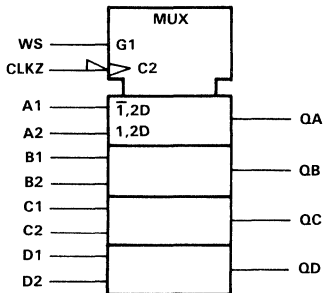 MUX
WS G1
CLKZ C2
A1 1̅,2D
A2 1,2D
QA
B1
QB
B2
C1
QC
C2
D1
QD
D2